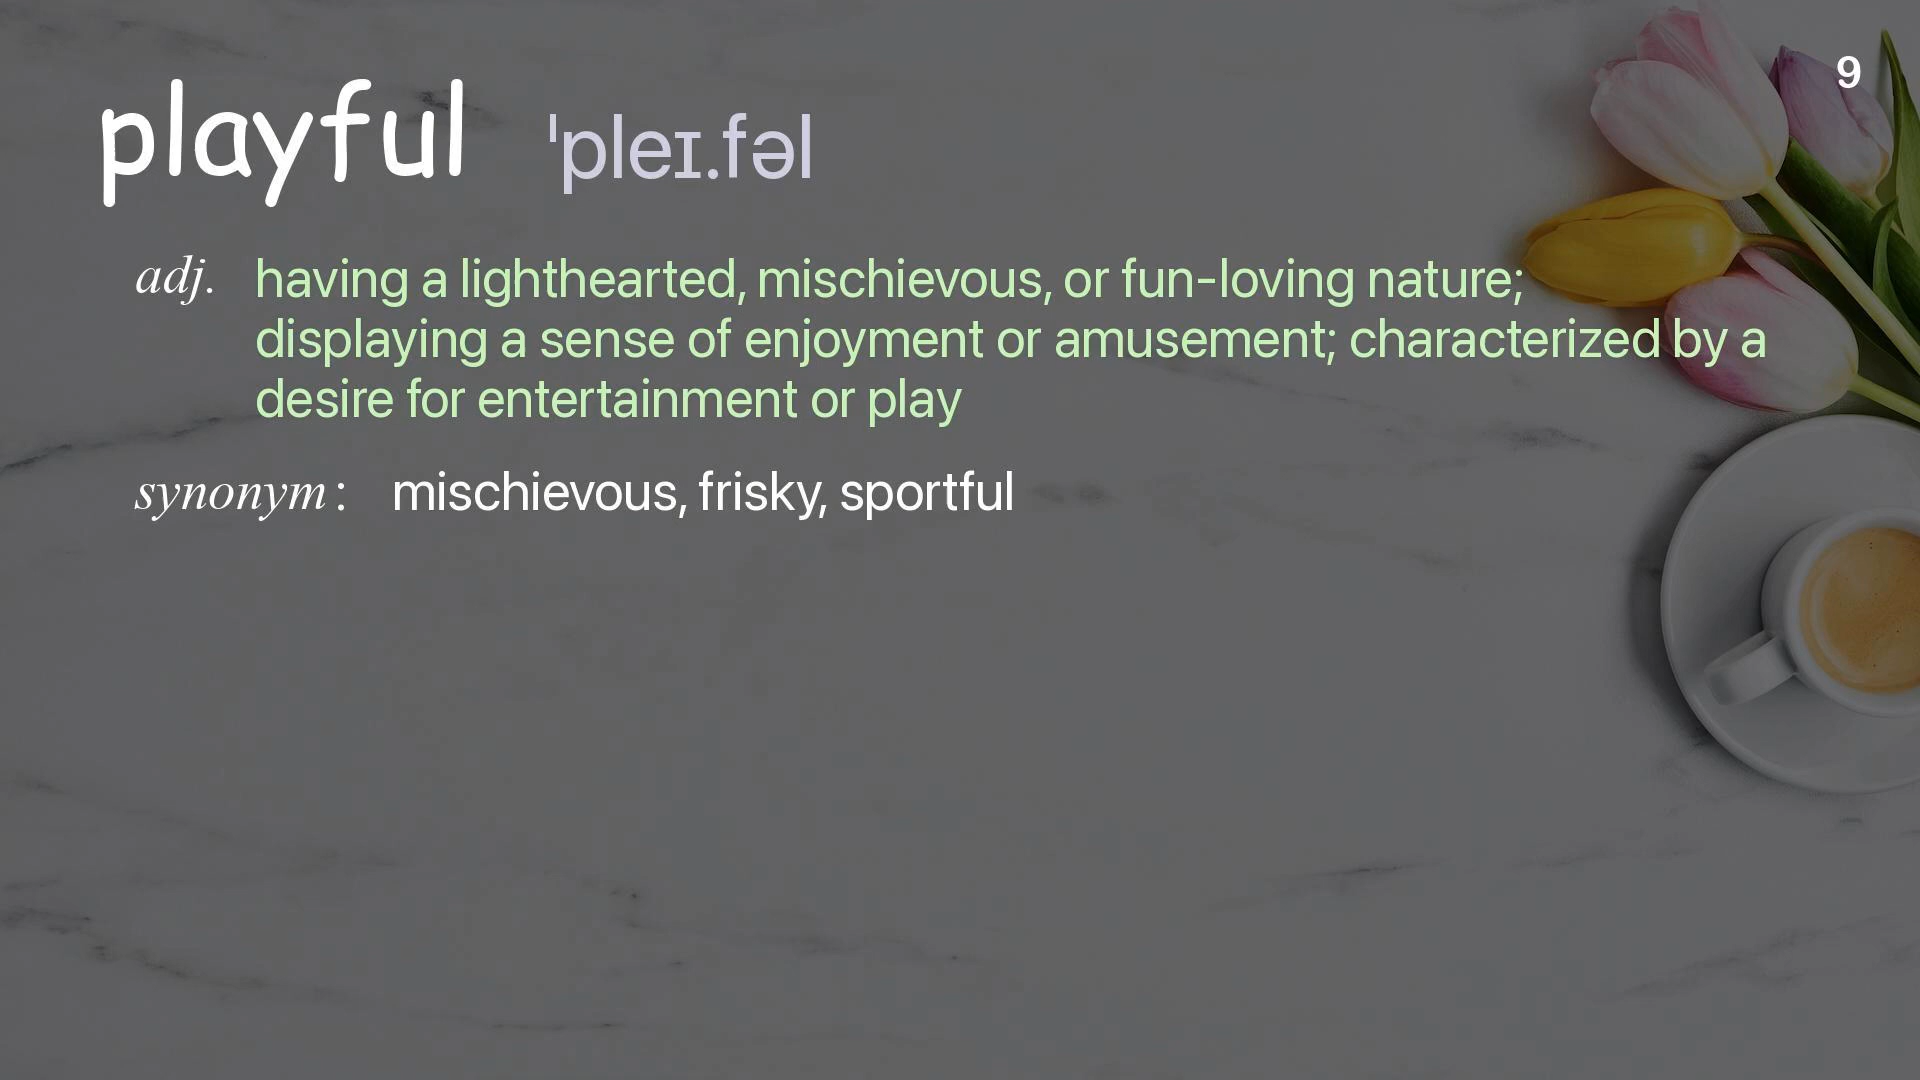 9
playful ˈpleɪ.fəl
adj. having a lighthearted, mischievous, or fun-loving nature;
displaying a sense of enjoyment or amusement; characterized by a
desire for entertainment or play
synonym : mischievous, frisky, sportful